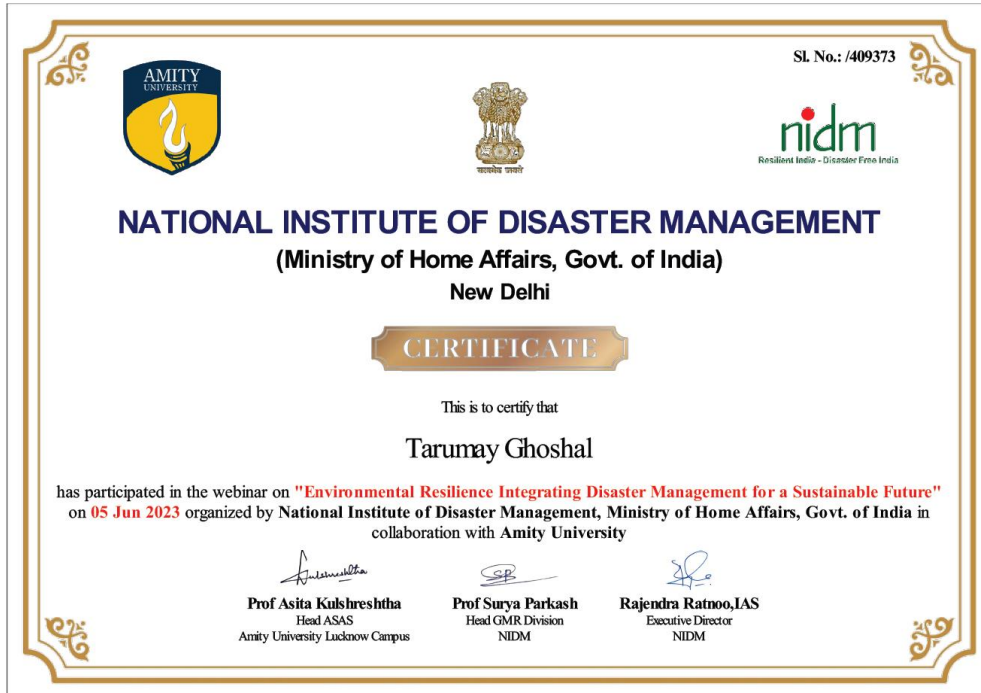 Sl. No.: /409373
AMITY
UNIVERSITY
सत्यमेव जयते
nidm
Resilient India - Disaster Free India
NATIONAL INSTITUTE OF DISASTER MANAGEMENT
(Ministry of Home Affairs, Govt. of India)
New Delhi
CERTIFICATE
This is to certify that
Tarumay Ghoshal
has participated in the webinar on "Environmental Resilience Integrating Disaster Management for a Sustainable Future"
on 05 Jun 2023 organized by National Institute of Disaster Management, Ministry of Home Affairs, Govt. of India in
collaboration with Amity University
Prof Asita Kulshreshtha
Head ASAS
Amity University Lucknow Campus
Prof Surya Parkash
Head GMR Division
NIDM
Rajendra Ratnoo,IAS
Executive Director
NIDM